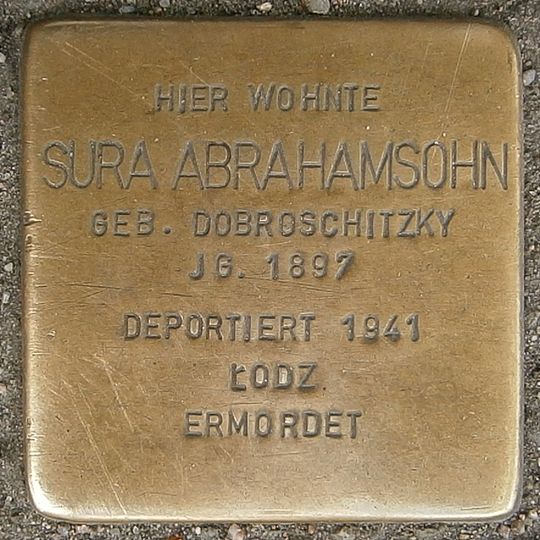 HIER WOHNTE
SURA ABRAHAMSOHN
GEB. DOBROSCHITZKY
JG. 1897
DEPORTIERT 1941
ŁODZ
ERMORDET